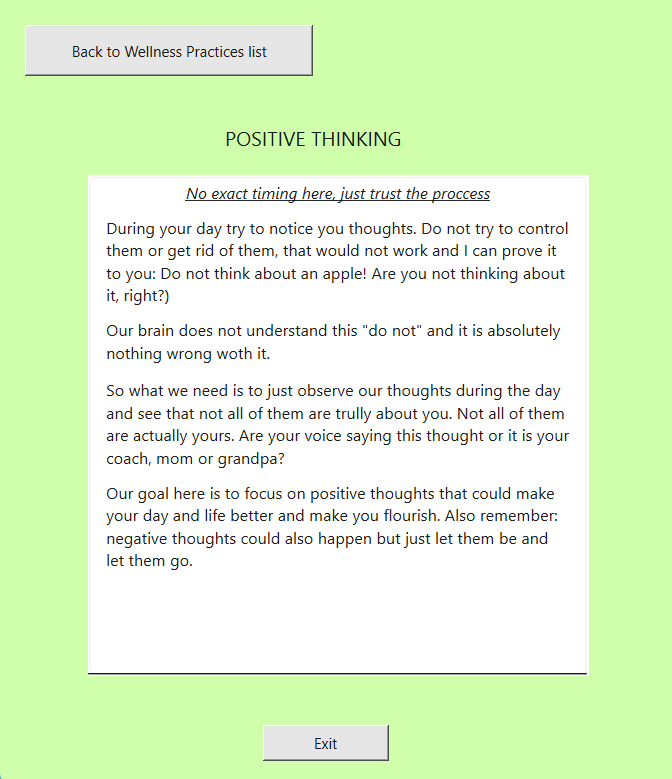 Back to Wellness Practices list
POSITIVE THINKING
No exact timing here, just trust the proccess
During your day try to notice you thoughts. Do not try to control
them or get rid of them, that would not work and I can prove it
to you: Do not think about an apple! Are you not thinking about
it, right?)
Our brain does not understand this "do not" and it is absolutely
nothing wrong woth it.
So what we need is to just observe our thoughts during the day
and see that not all of them are trully about you. Not all of them
are actually yours. Are your voice saying this thought or it is your
coach, mom or grandpa?
Our goal here is to focus on positive thoughts that could make
your day and life better and make you flourish. Also remember:
negative thoughts could also happen but just let them be and
let them go.
Exit